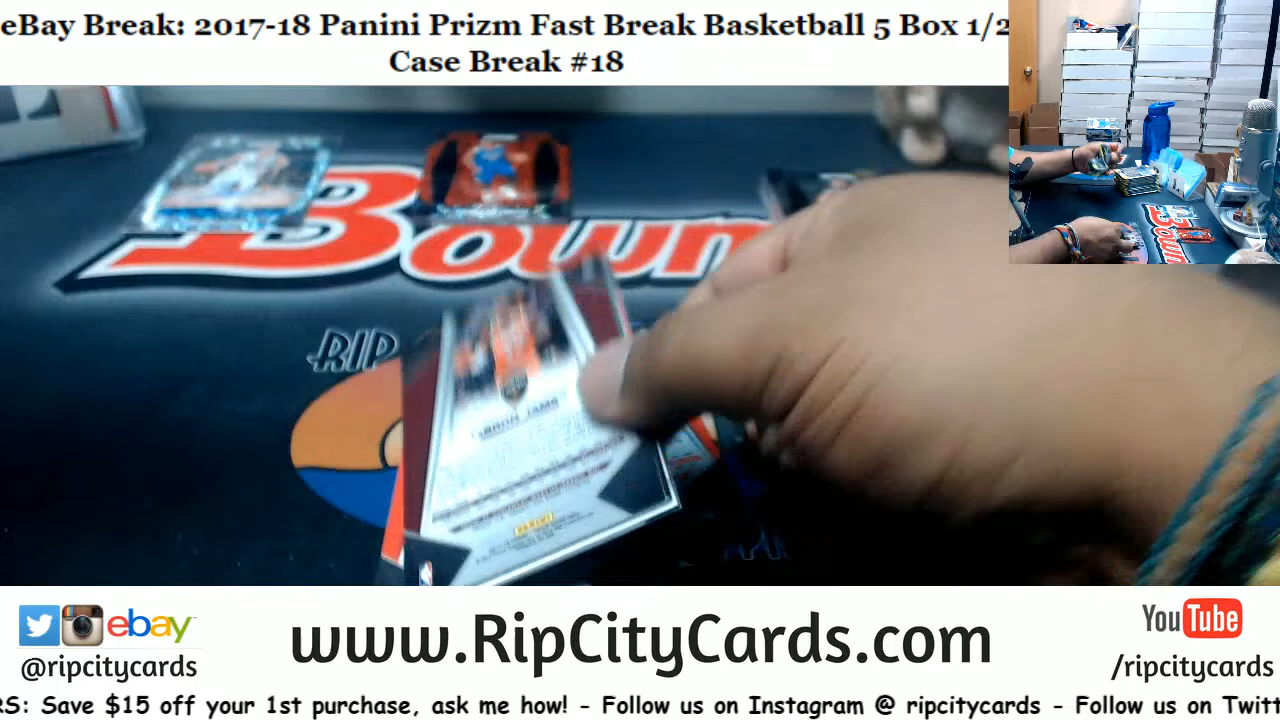 eBay Break: 2017-18 Panini Prizm Fast Break Basketball 5 Box 1/2
Case Break #18
Bowm
RIP
ebay
www.RipCityCards.com
YouTube
@ripcitycards
/ripcitycards
RS: Save $15 off your 1st purchase, ask me how! - Follow us on Instagram @ ripcitycards - Follow us on Twitt